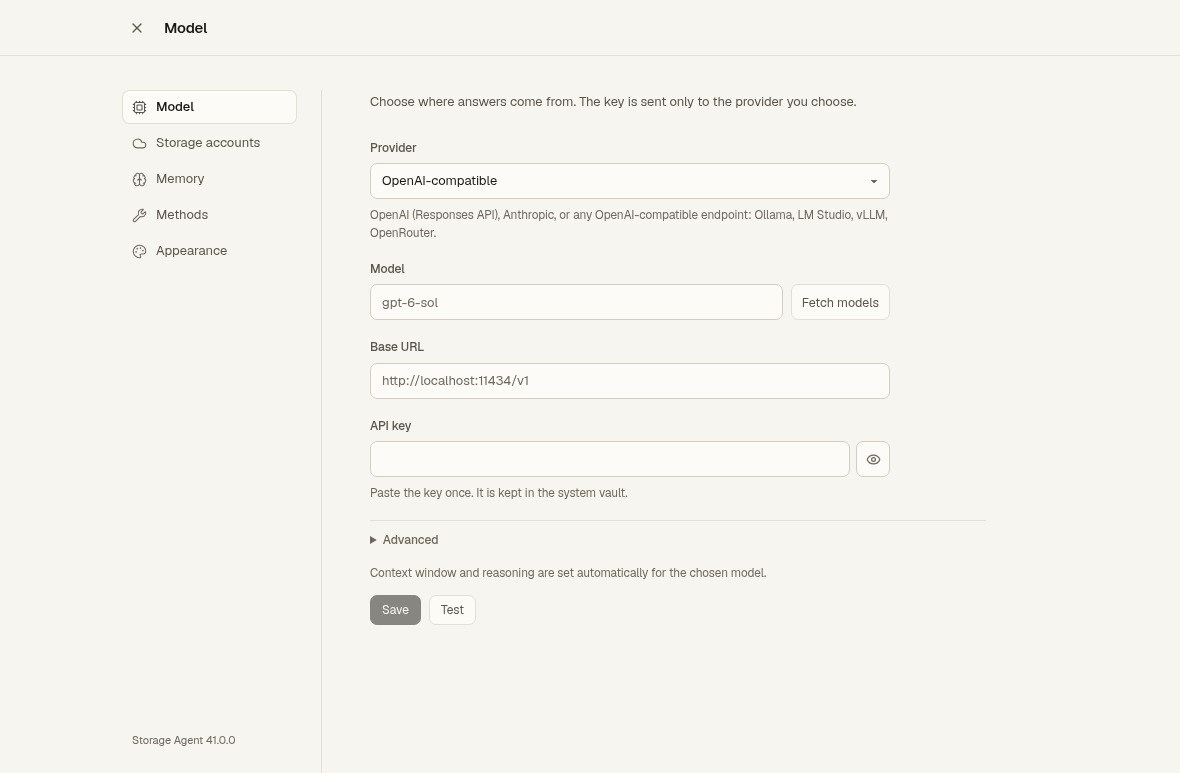 Model
Model
Storage accounts
Memory
Methods
Appearance
Choose where answers come from. The key is sent only to the provider you choose.
Provider
OpenAI-compatible
OpenAI (Responses API), Anthropic, or any OpenAI-compatible endpoint: Ollama, LM Studio, vLLM,
OpenRouter.
Model
gpt-6-sol
Fetch models
Base URL
http://localhost:11434/v1
API key
Paste the key once. It is kept in the system vault.
Advanced
Context window and reasoning are set automatically for the chosen model.
Save
Test
Storage Agent 41.0.0